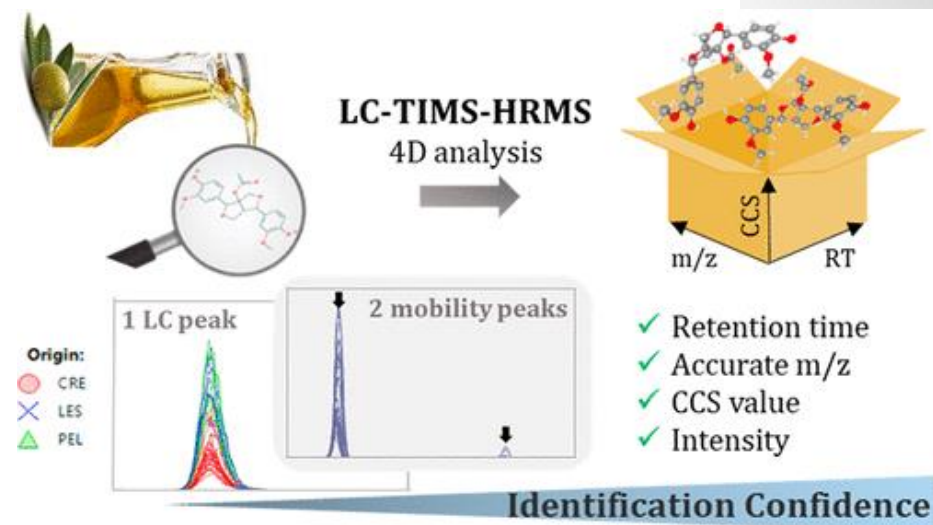 LC-TIMS-HRMS
4D analysis
CCS
m/z
RT
1 LC peak
2 mobility peaks
Origin:
CRE
LES
PEL
✓ Retention time
✓ Accurate m/z
✓ CCS value
✓ Intensity
Identification Confidence